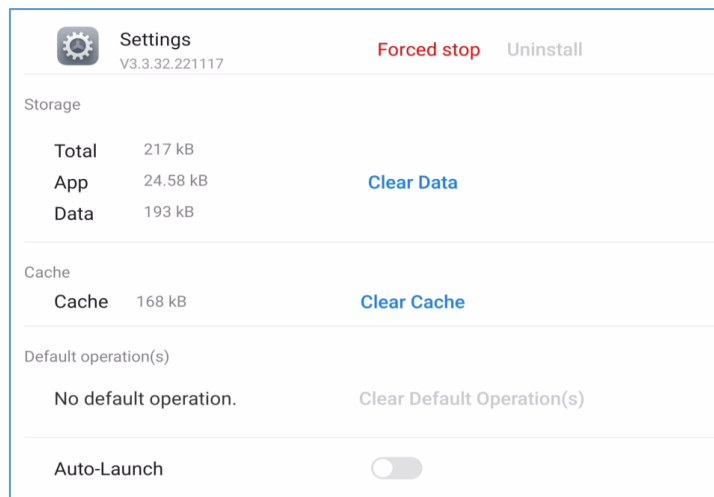 Settings
V3.3.32.221117
Forced stop Uninstall
Storage
Total 217 kB
App 24.58 kB Clear Data
Data 193 kB
Cache
Cache 168 kB Clear Cache
Default operation(s)
No default operation. Clear Default Operation(s)
Auto-Launch